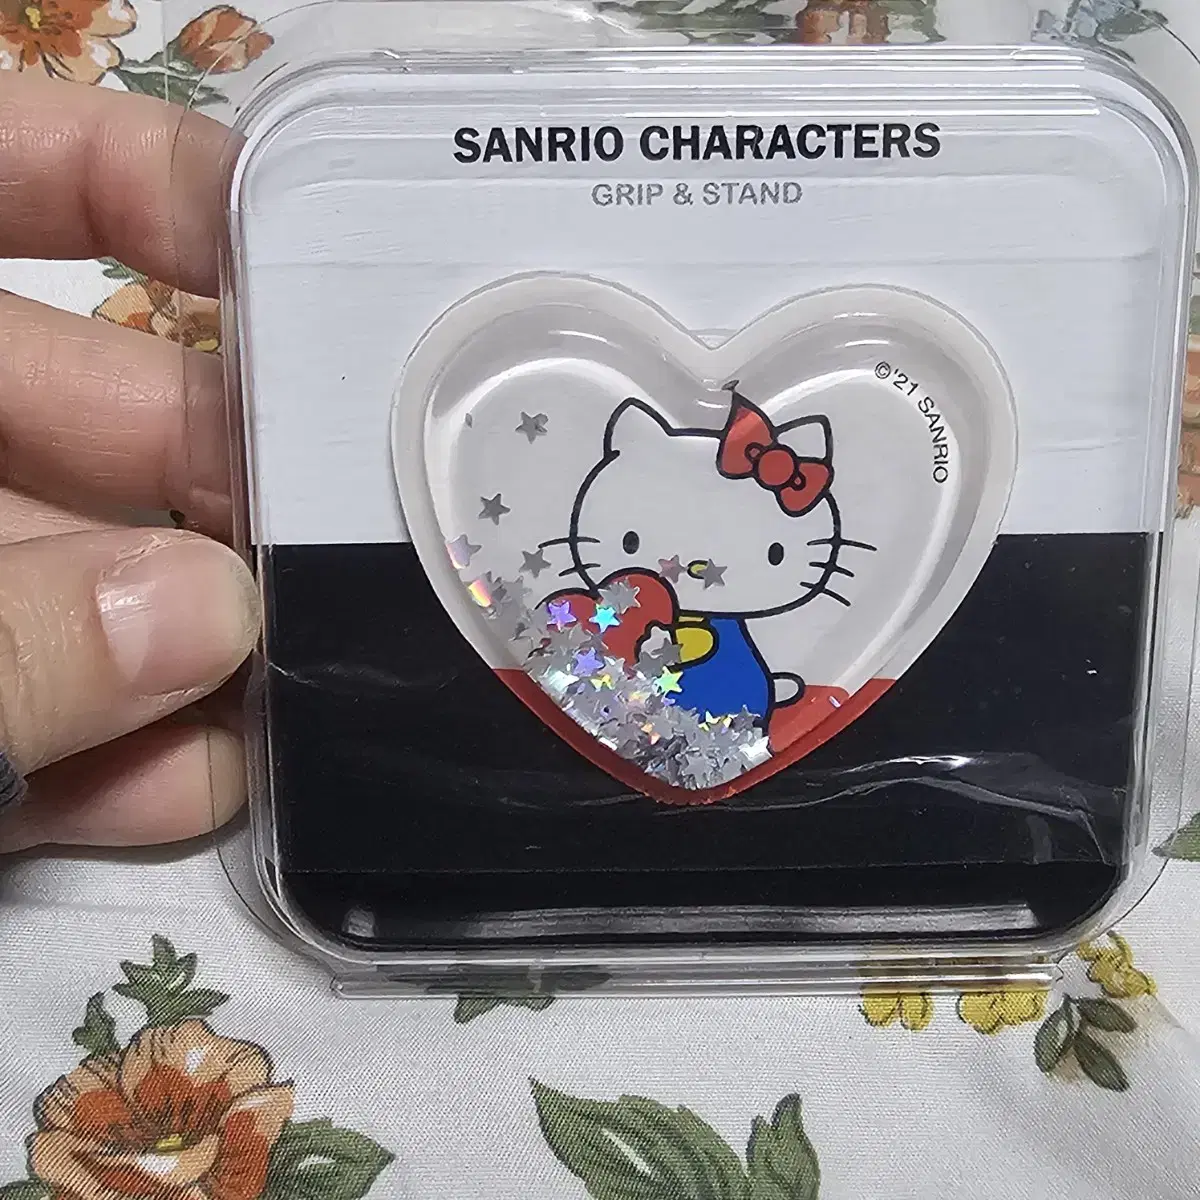 SANRIO CHARACTERS
GRIP & STAND
© '21 SANRIO